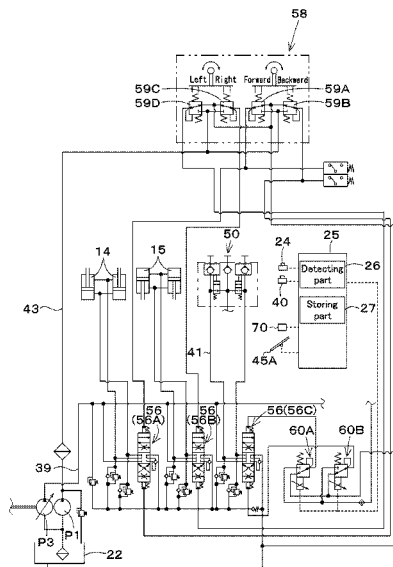 58
Left Right Forward Backward
59C
59D
59A
59B
14
15
50
24
25
26
Detecting part
40
Storing part
27
70
45A
43
41
56
(56A)
56
(56B)
56(56C)
60A
60B
39
P3
P1
22